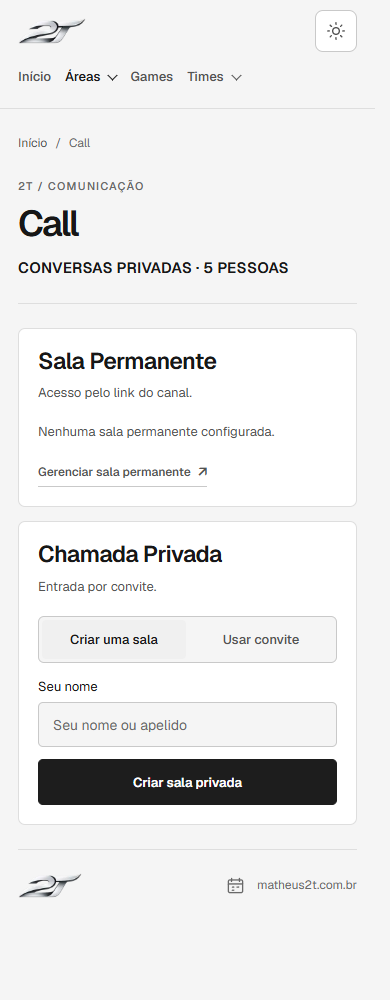 2T
Início Áreas Games Times
Início / Call
2T / COMUNICAÇÃO
Call
CONVERSAS PRIVADAS · 5 PESSOAS
Sala Permanente
Acesso pelo link do canal.
Nenhuma sala permanente configurada.
Gerenciar sala permanente
Chamada Privada
Entrada por convite.
Criar uma sala Usar convite
Seu nome
Seu nome ou apelido
Criar sala privada
2T matheus2t.com.br